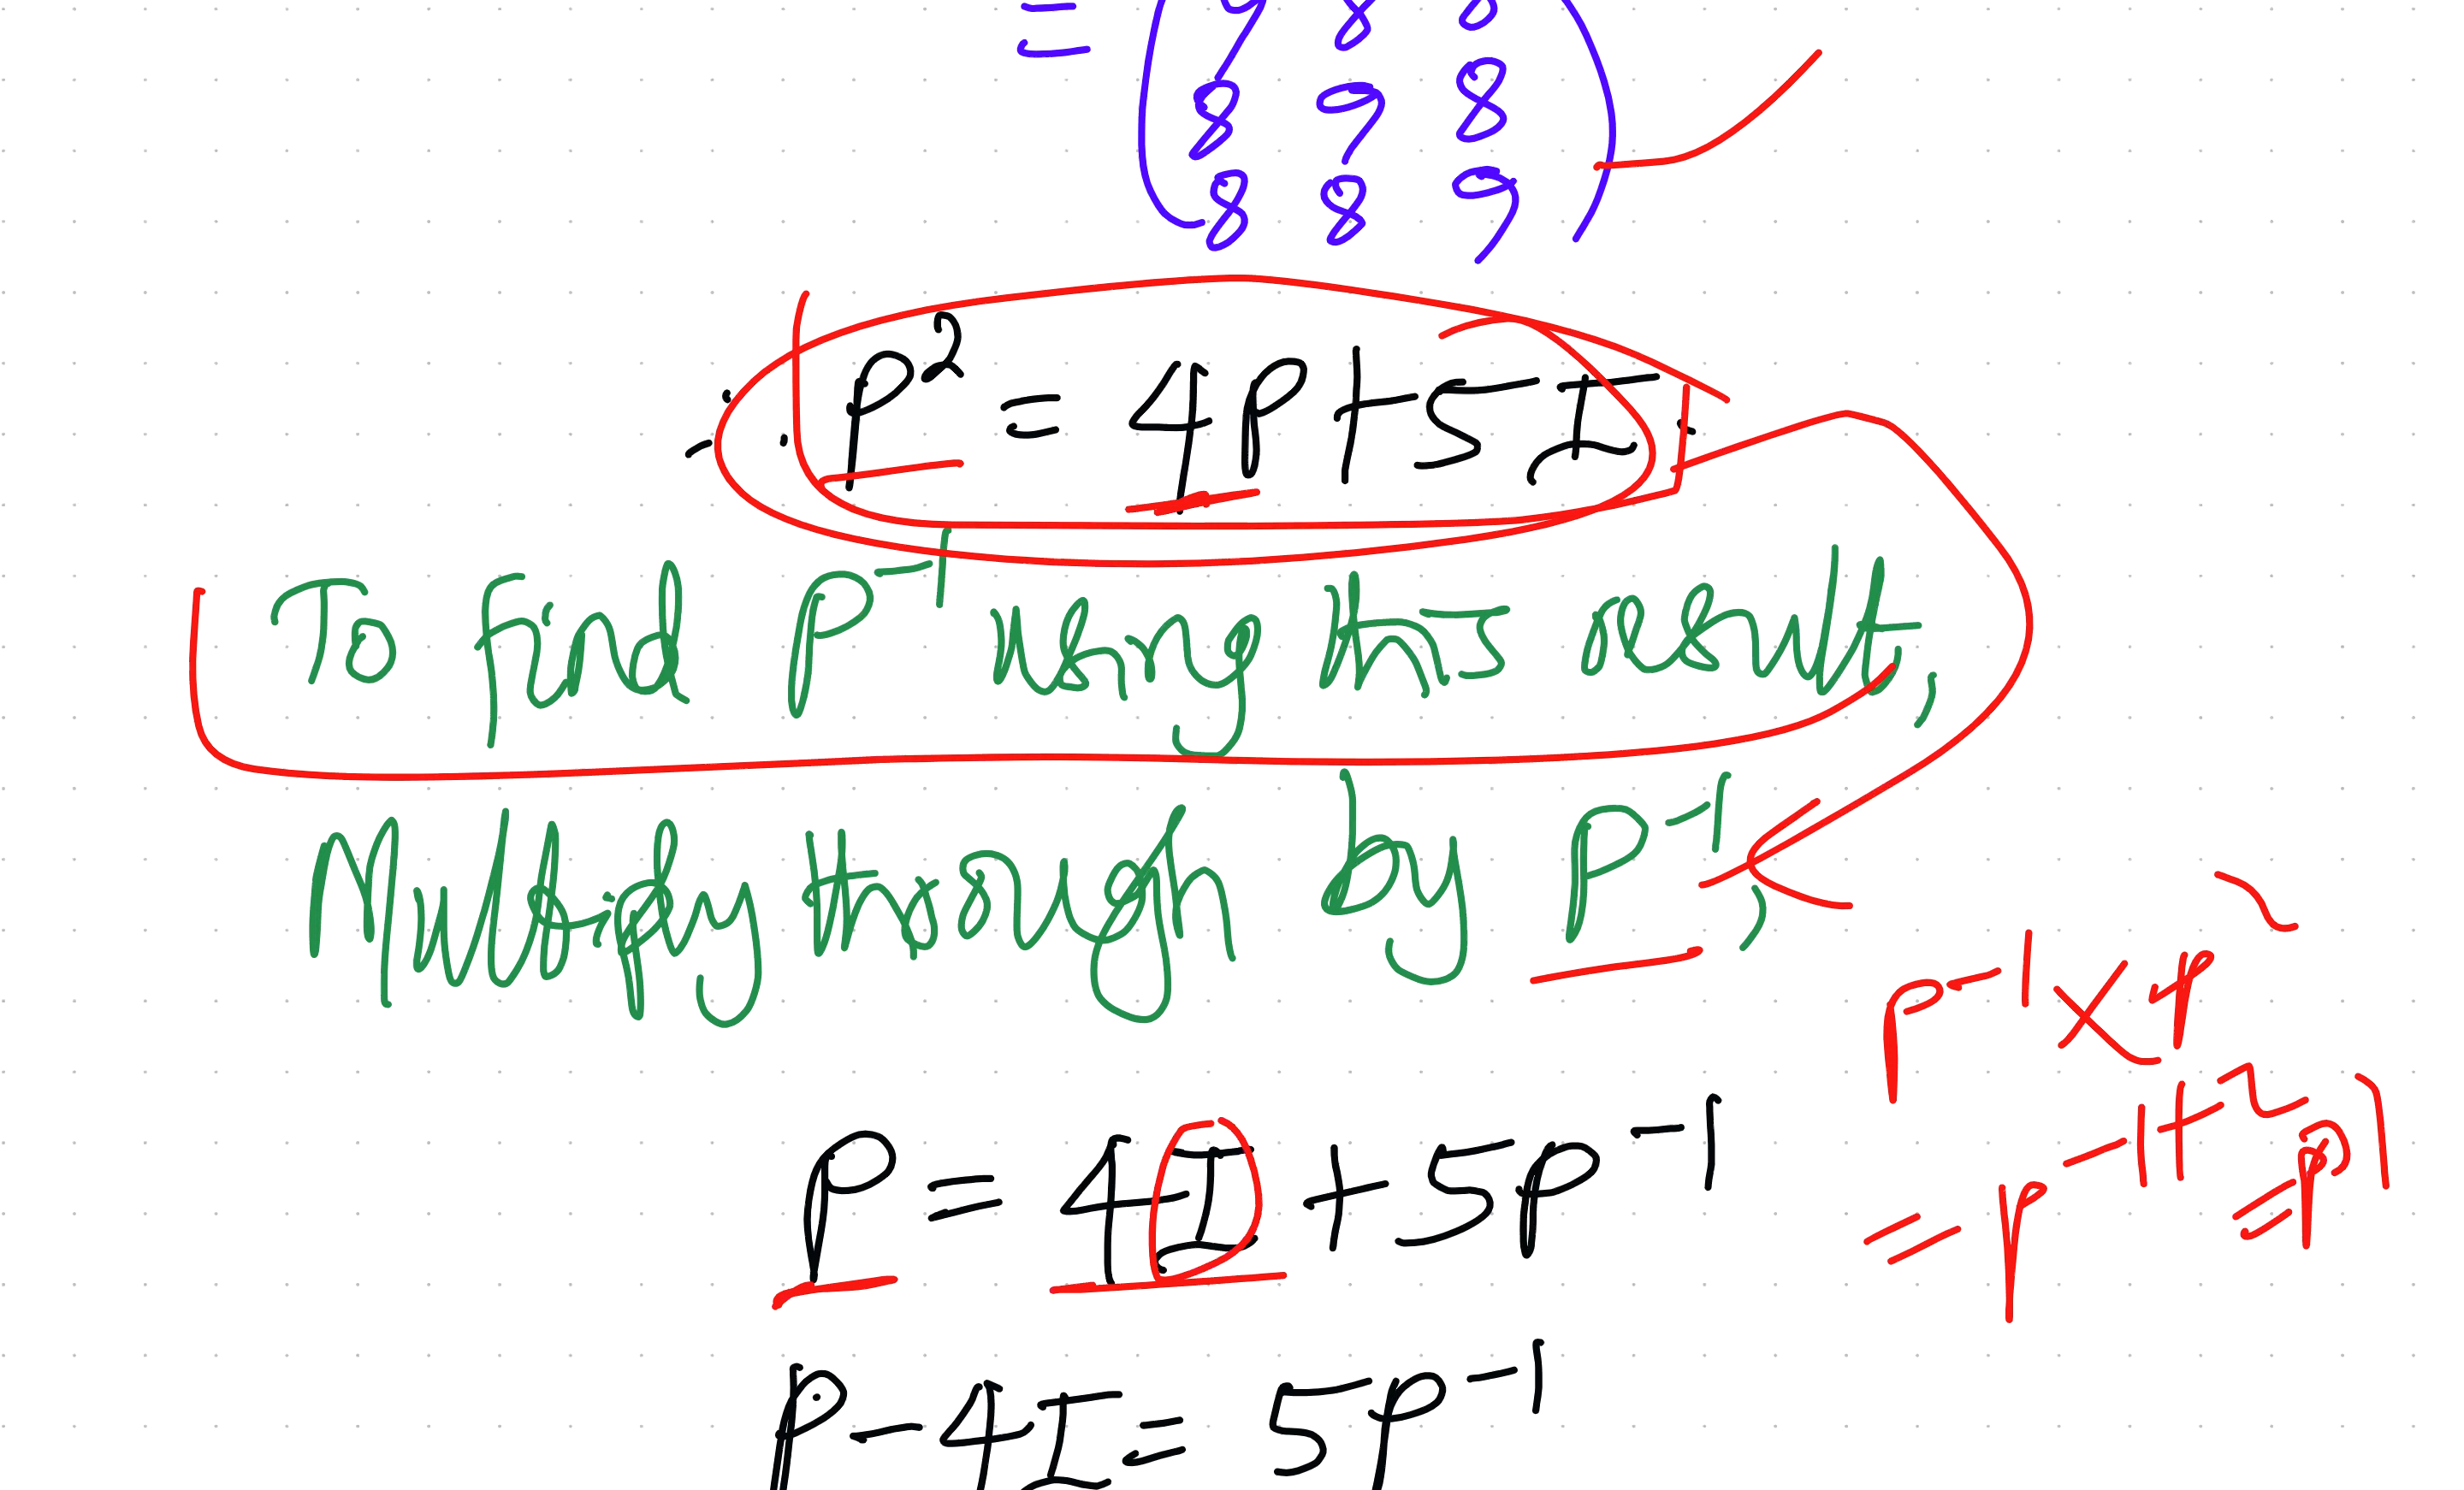 = ( 9 8 8
8 9 8
8 8 9 )
∴ P² = 4P + 5I.
To find P⁻¹ using this result,
Multiply through by P⁻¹,
P⁻¹ × P²
= P⁻¹⁺²
= P¹
P = 4I + 5P⁻¹
P - 4I = 5P⁻¹